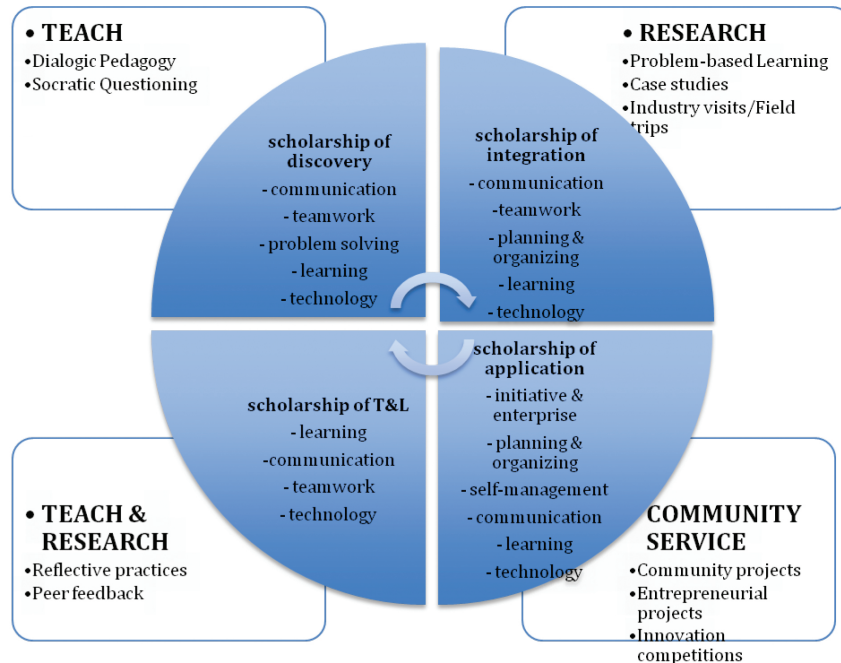 • TEACH
•Dialogic Pedagogy
•Socratic Questioning
• RESEARCH
•Problem-based Learning
•Case studies
•Industry visits/Field
trips
scholarship of
discovery
- communication
- teamwork
- problem solving
- learning
- technology
scholarship of
integration
- communication
-teamwork
- planning &
organizing
- learning
- technology
scholarship of T&L
- learning
-communication
- teamwork
- technology
scholarship of
application
- initiative &
enterprise
- planning &
organizing
- self-management
- communication
- learning
- technology
• TEACH &
RESEARCH
•Reflective practices
•Peer feedback
COMMUNITY
SERVICE
•Community projects
•Entrepreneurial
projects
•Innovation
competitions